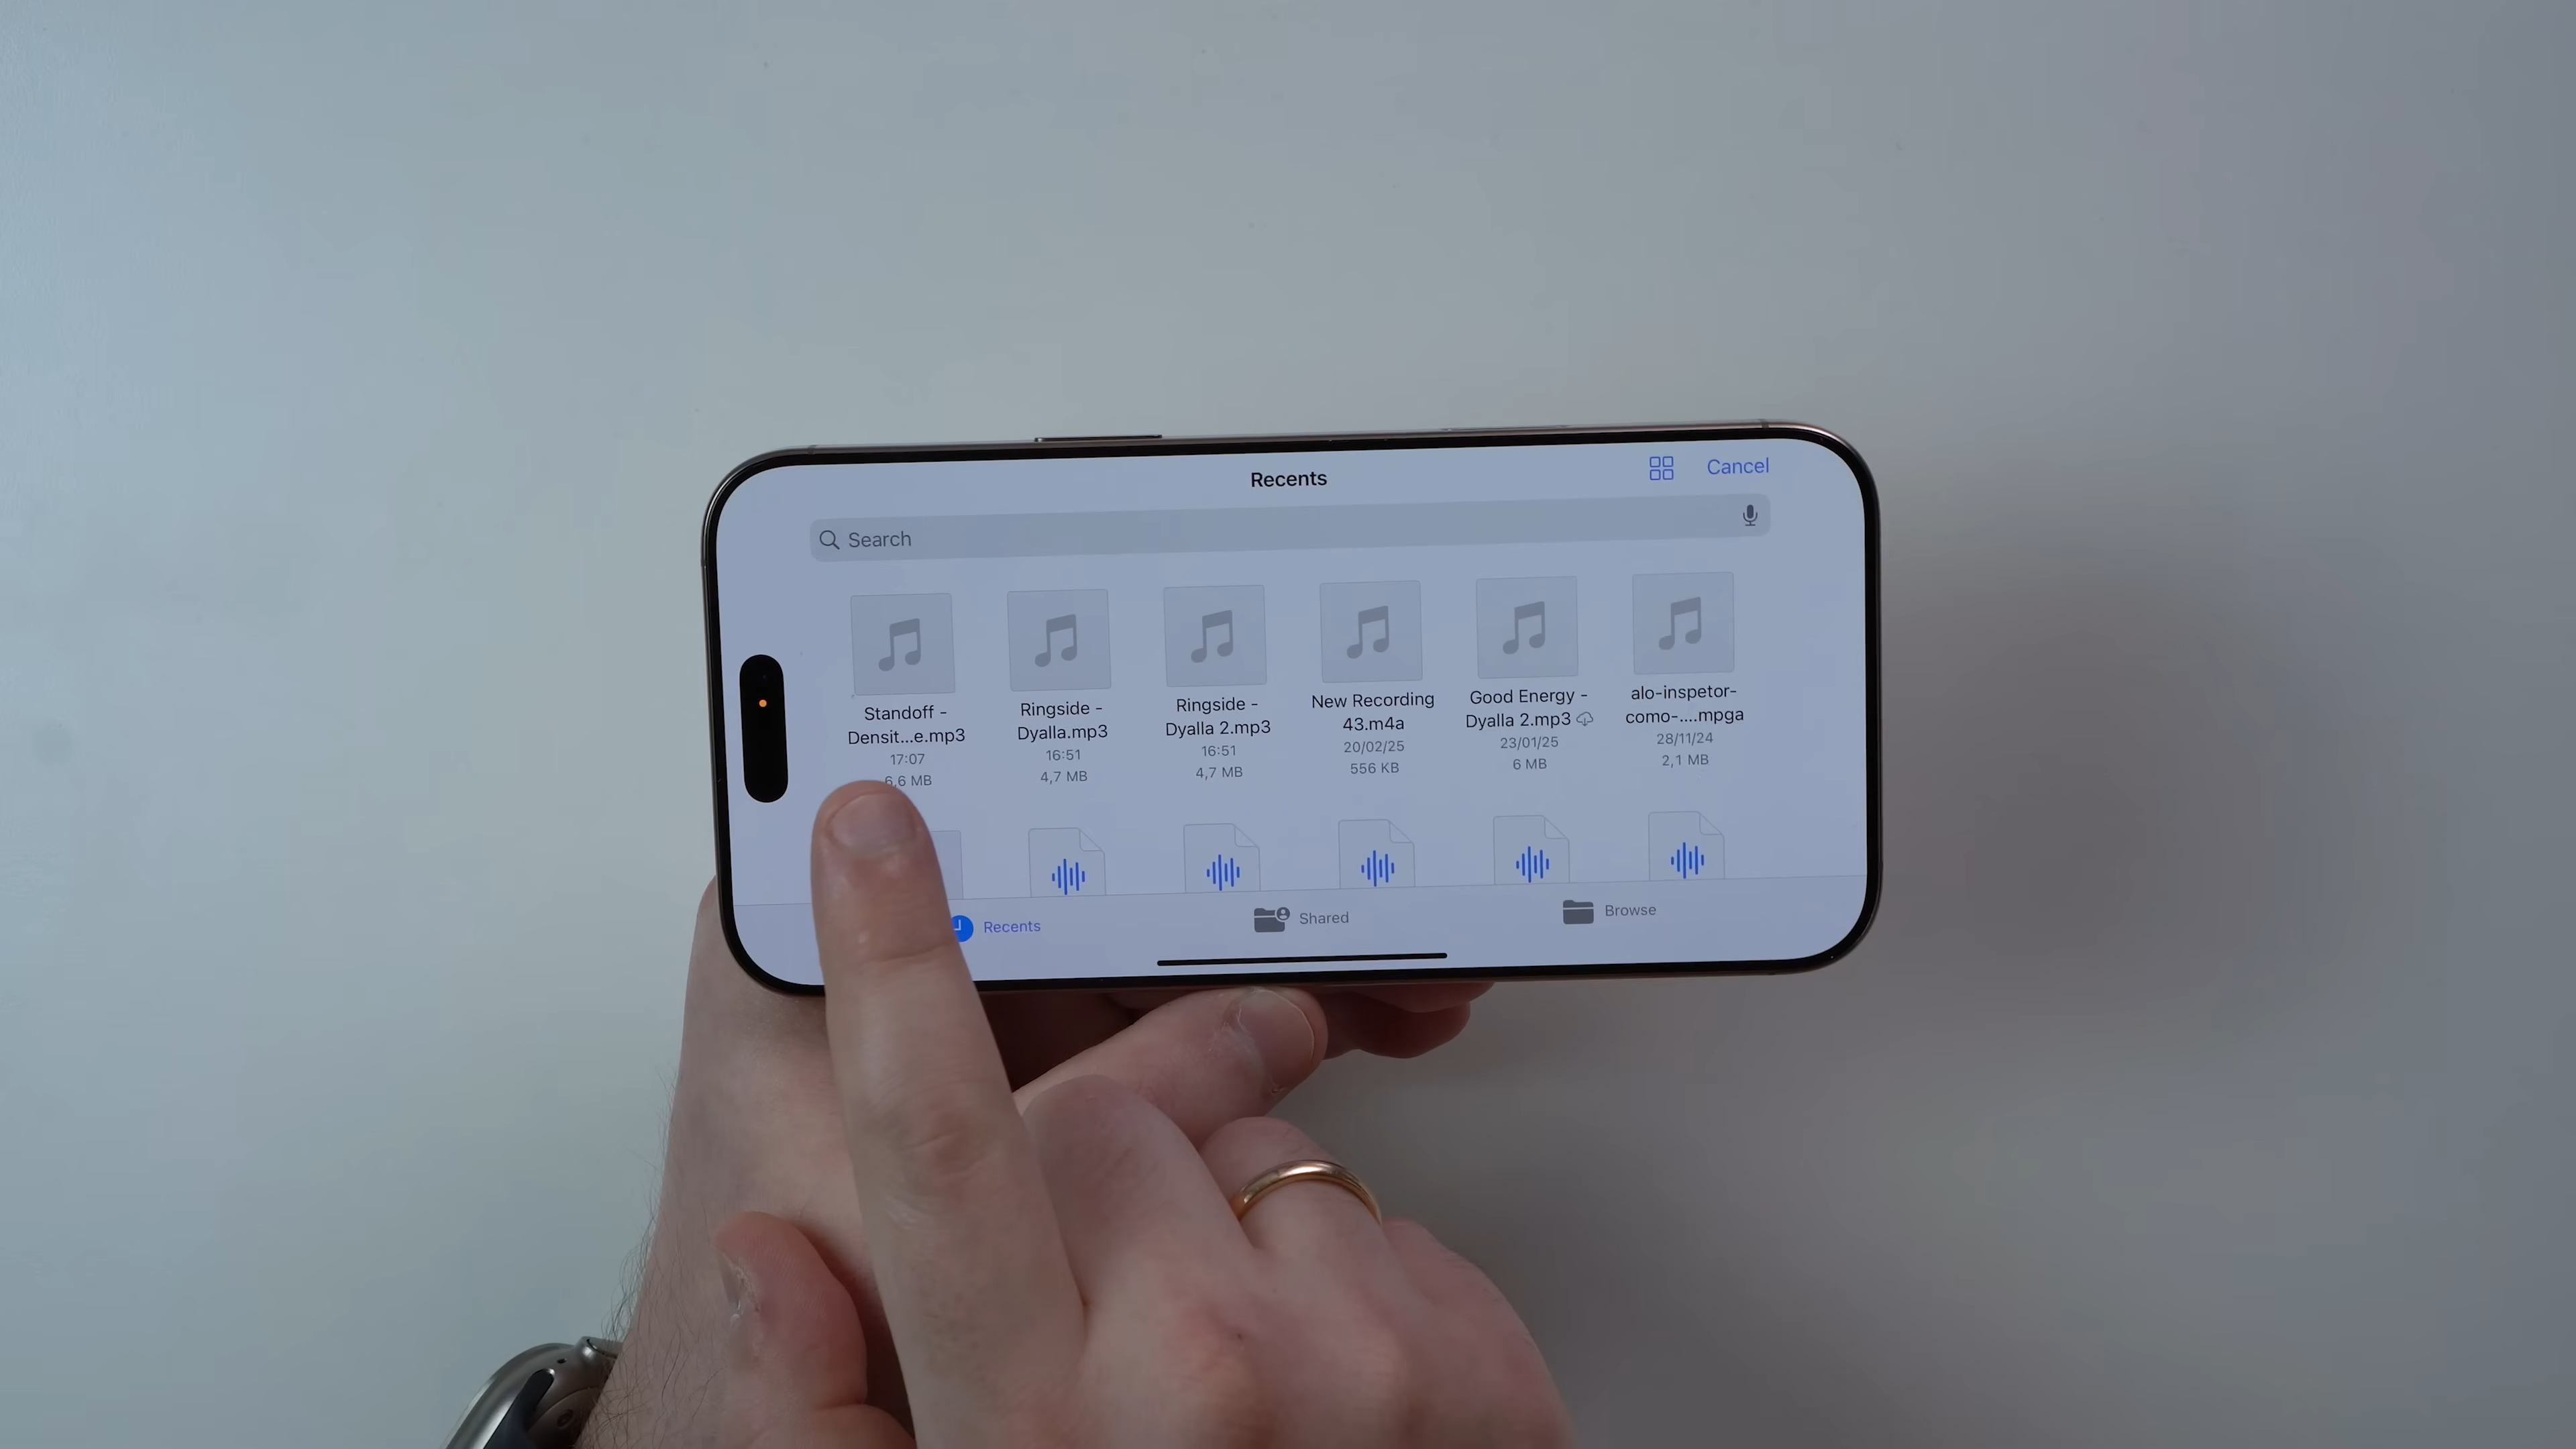 Recents
Cancel
Search
Standoff -
Densit...e.mp3
17:07
6,6 MB
Ringside -
Dyalla.mp3
16:51
4,7 MB
Ringside -
Dyalla 2.mp3
16:51
4,7 MB
New Recording
43.m4a
20/02/25
556 KB
Good Energy -
Dyalla 2.mp3
23/01/25
6 MB
alo-inspetor-
como-....mpga
28/11/24
2,1 MB
Recents
Shared
Browse